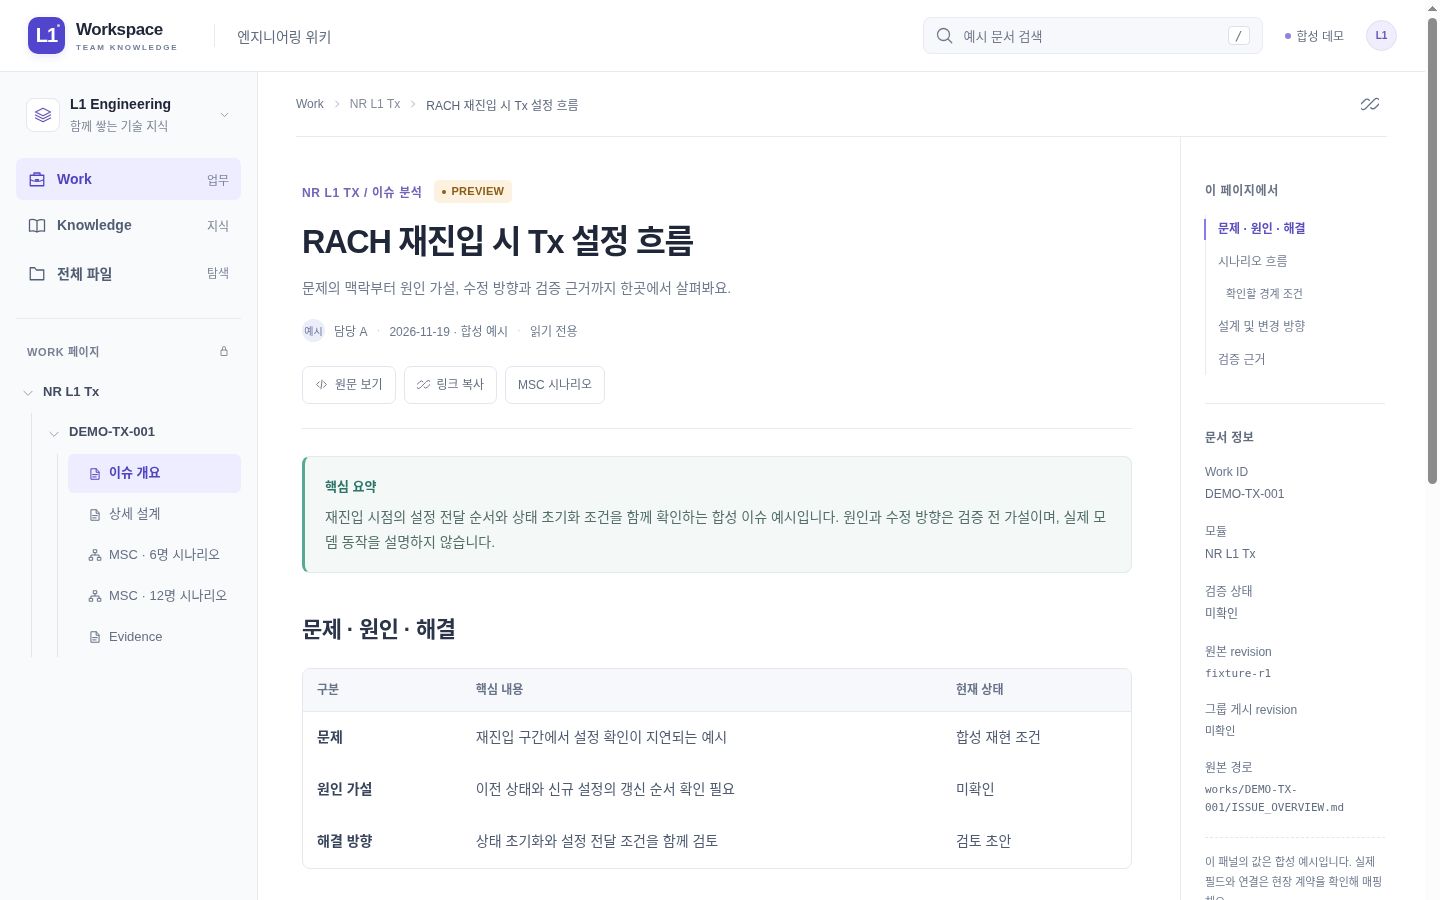 L1 Workspace
TEAM KNOWLEDGE
엔지니어링 위키
예시 문서 검색 /
합성 데모
L1
L1 Engineering
함께 쌓는 기술 지식
Work 업무
Knowledge 지식
전체 파일 탐색
WORK 페이지
NR L1 Tx
DEMO-TX-001
이슈 개요
상세 설계
MSC · 6명 시나리오
MSC · 12명 시나리오
Evidence
Work > NR L1 Tx > RACH 재진입 시 Tx 설정 흐름
NR L1 TX / 이슈 분석 PREVIEW
RACH 재진입 시 Tx 설정 흐름
문제의 맥락부터 원인 가설, 수정 방향과 검증 근거까지 한곳에서 살펴봐요.
예시 담당 A · 2026-11-19 · 합성 예시 · 읽기 전용
원문 보기 링크 복사 MSC 시나리오
핵심 요약
재진입 시점의 설정 전달 순서와 상태 초기화 조건을 함께 확인하는 합성 이슈 예시입니다. 원인과 수정 방향은 검증 전 가설이며, 실제 모
뎀 동작을 설명하지 않습니다.
문제 · 원인 · 해결
구분 핵심 내용 현재 상태
문제 재진입 구간에서 설정 확인이 지연되는 예시 합성 재현 조건
원인 가설 이전 상태와 신규 설정의 갱신 순서 확인 필요 미확인
해결 방향 상태 초기화와 설정 전달 조건을 함께 검토 검토 초안
이 페이지에서
문제 · 원인 · 해결
시나리오 흐름
확인할 경계 조건
설계 및 변경 방향
검증 근거
문서 정보
Work ID
DEMO-TX-001
모듈
NR L1 Tx
검증 상태
미확인
원본 revision
fixture-r1
그룹 게시 revision
미확인
원본 경로
works/DEMO-TX-
001/ISSUE_OVERVIEW.md
이 패널의 값은 합성 예시입니다. 실제
필드와 연결은 현장 계약을 확인해 매핑